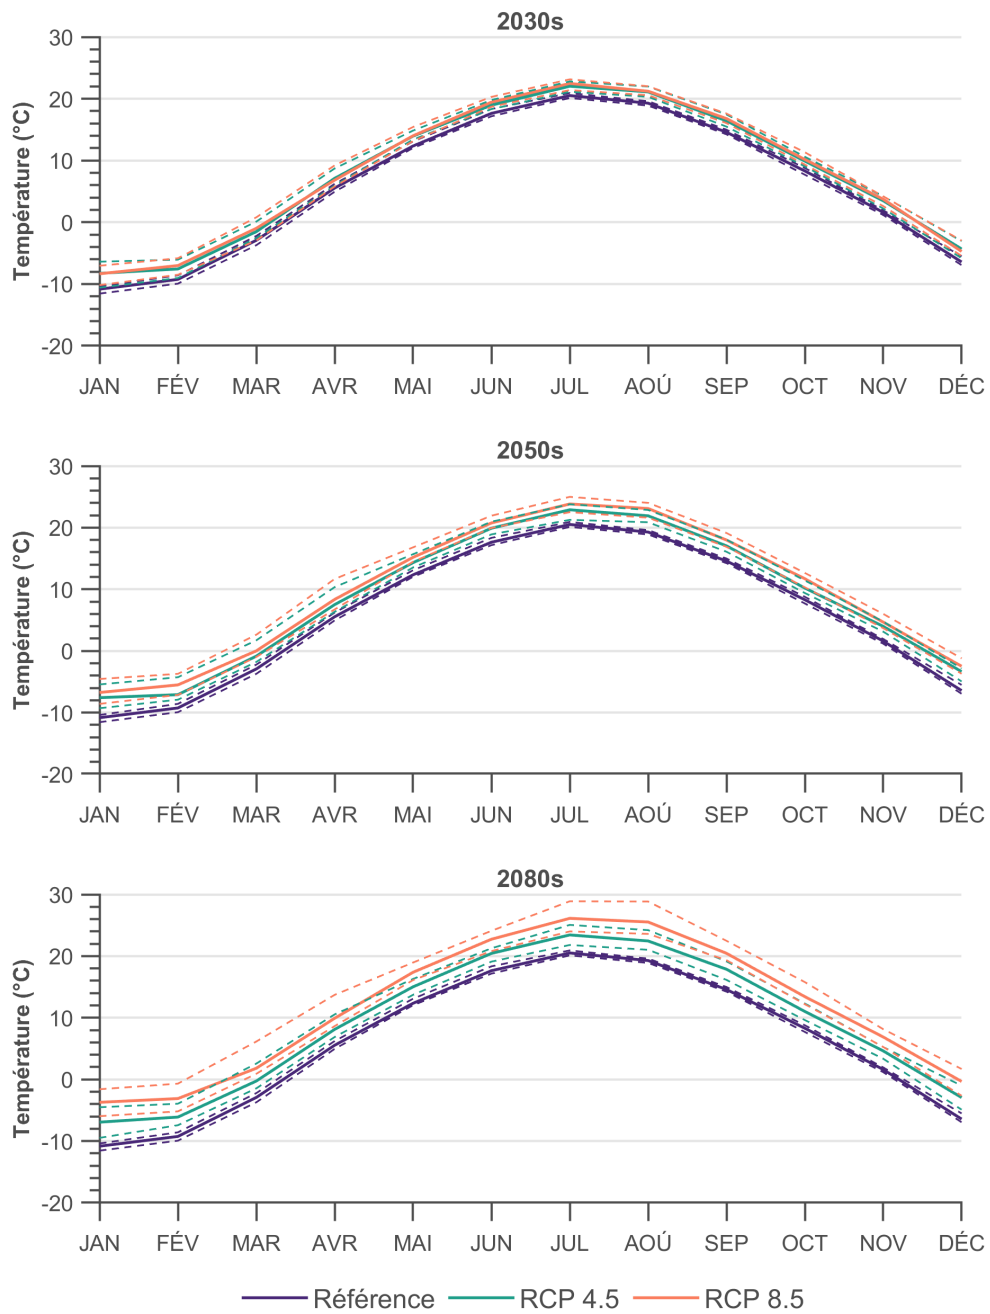 2030s
Température (°C)
30
20
10
0
-10
-20
JAN FÉV MAR AVR MAI JUN JUL AOÚ SEP OCT NOV DÉC
2050s
Température (°C)
30
20
10
0
-10
-20
JAN FÉV MAR AVR MAI JUN JUL AOÚ SEP OCT NOV DÉC
2080s
Température (°C)
30
20
10
0
-10
-20
JAN FÉV MAR AVR MAI JUN JUL AOÚ SEP OCT NOV DÉC
Référence RCP 4.5 RCP 8.5